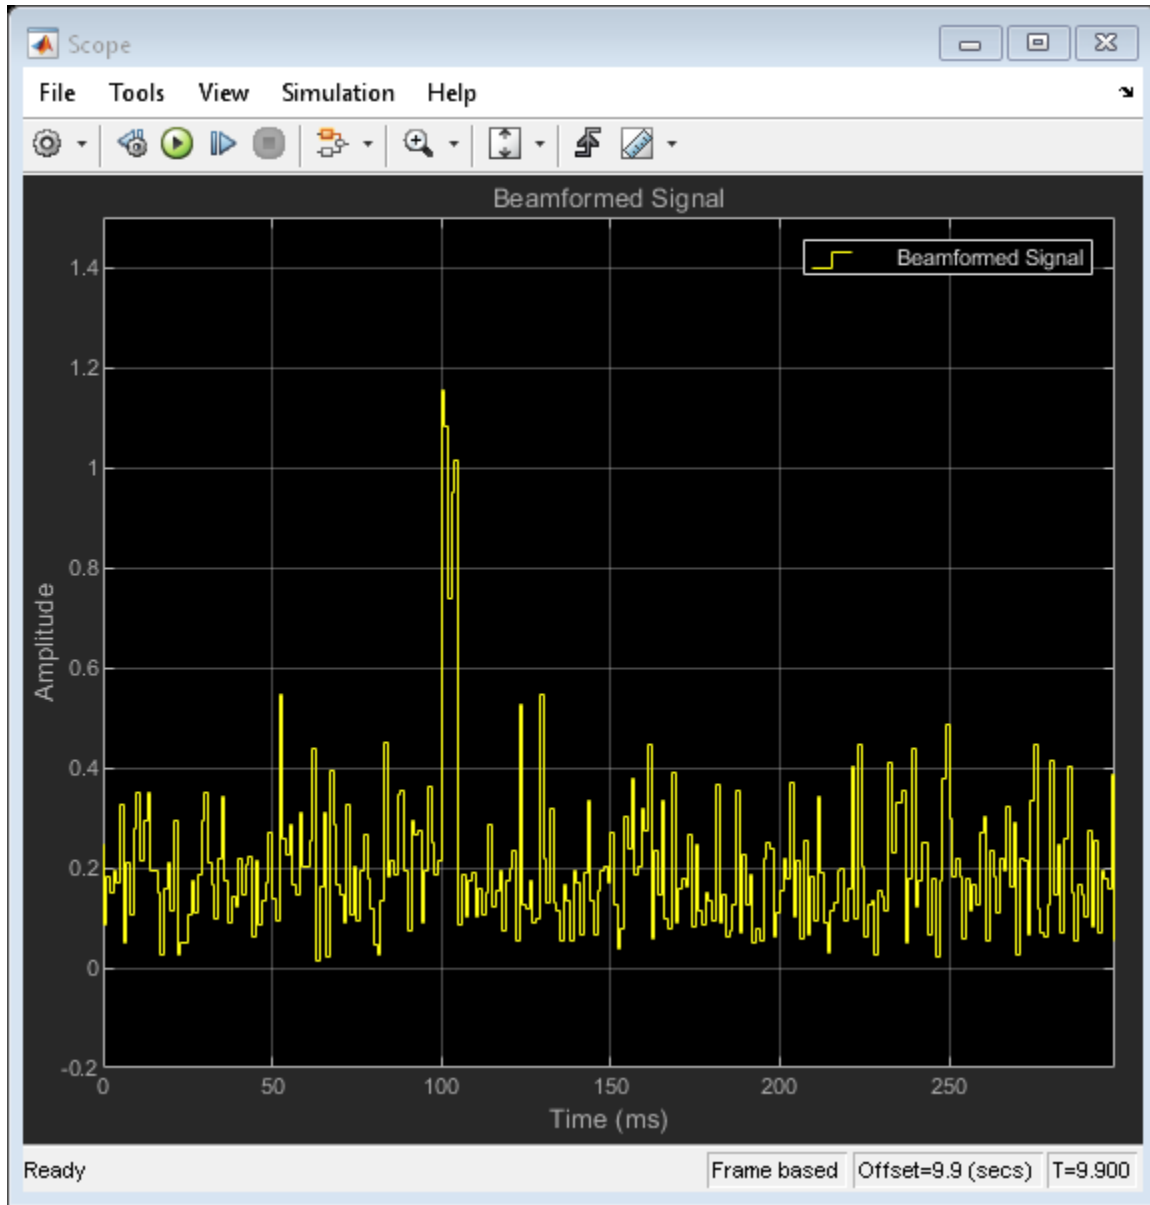 Scope
File Tools View Simulation Help
Beamformed Signal
Beamformed Signal
1.4
1.2
1
0.8
0.6
0.4
0.2
0
-0.2
Amplitude
0 50 100 150 200 250
Time (ms)
Ready Frame based Offset=9.9 (secs) T=9.900